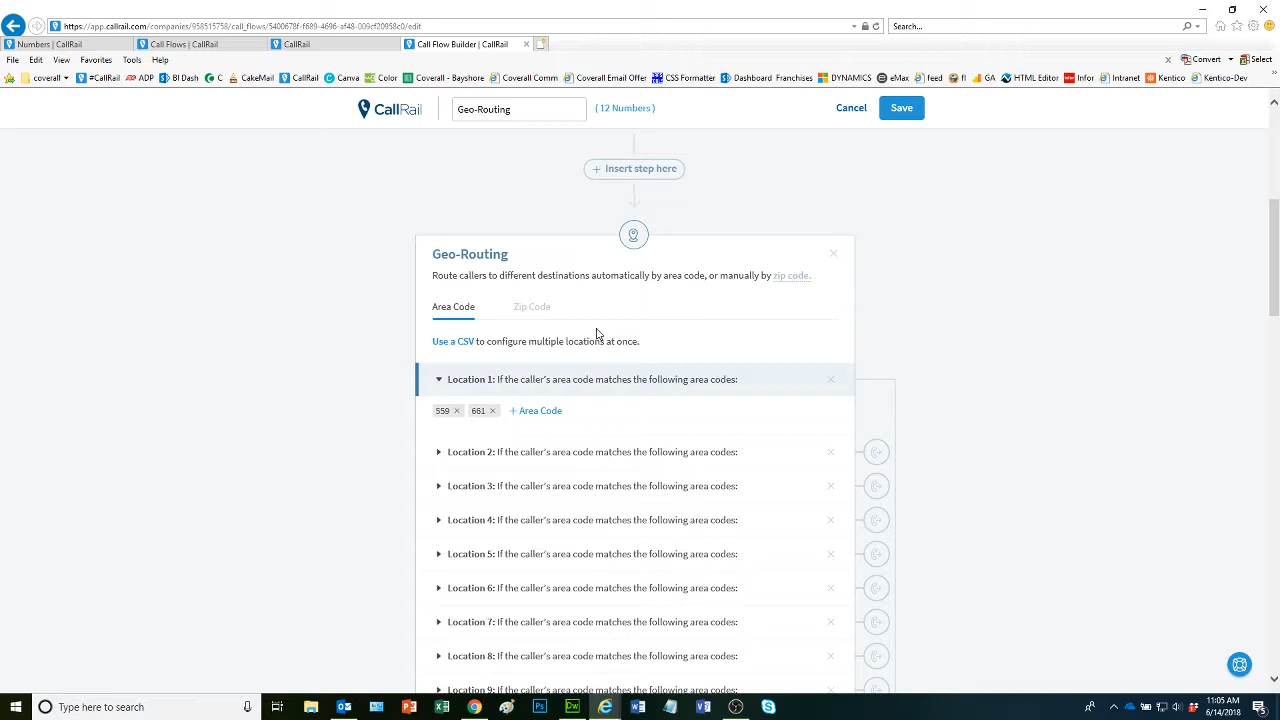 https://app.callrail.com/companies/958515758/call_flows/5400678f-f689-4696-af48-009cf20958c0/edit
Search...
Numbers | CallRail
Call Flows | CallRail
CallRail
Call Flow Builder | CallRail
File Edit View Favorites Tools Help
Convert
Select
coverall
#CallRail
ADP
BI Dash
C
CakeMail
CallRail
Canva
Color
Coverall - Bayshore
Coverall Comm
Coverall Email Offer
CSS Formatter
Dashboard Franchises
DYNAMICS
eMax
feed
fl
GA
HTML Editor
Infor
Intranet
Kentico
Kentico-Dev
CallRail
Geo-Routing
( 12 Numbers )
Cancel
Save
+ Insert step here
Geo-Routing
Route callers to different destinations automatically by area code, or manually by zip code.
Area Code
Zip Code
Use a CSV to configure multiple locations at once.
Location 1: If the caller's area code matches the following area codes:
559 × 661 × + Area Code
Location 2: If the caller's area code matches the following area codes:
Location 3: If the caller's area code matches the following area codes:
Location 4: If the caller's area code matches the following area codes:
Location 5: If the caller's area code matches the following area codes:
Location 6: If the caller's area code matches the following area codes:
Location 7: If the caller's area code matches the following area codes:
Location 8: If the caller's area code matches the following area codes:
Location 9: If the caller's area code matches the following area codes:
Type here to search
11:05 AM
6/14/2018